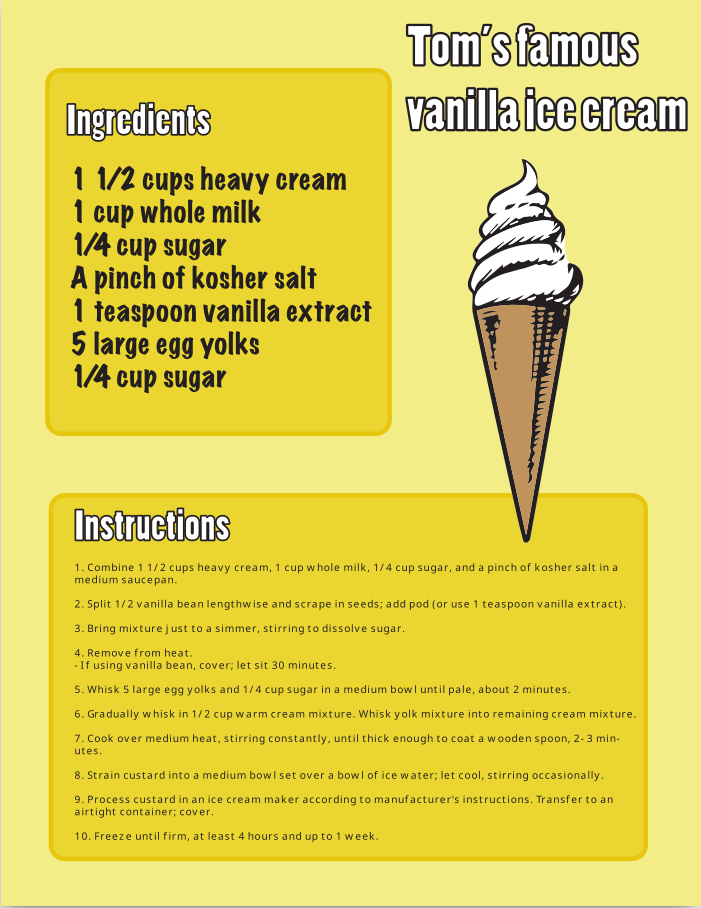 Tom's famous
vanilla ice cream
Ingredients
1 1/2 cups heavy cream
1 cup whole milk
1/4 cup sugar
A pinch of kosher salt
1 teaspoon vanilla extract
5 large egg yolks
1/4 cup sugar
Instructions
1. Combine 1 1/2 cups heavy cream, 1 cup whole milk, 1/4 cup sugar, and a pinch of kosher salt in a
medium saucepan.
2. Split 1/2 vanilla bean lengthwise and scrape in seeds; add pod (or use 1 teaspoon vanilla extract).
3. Bring mixture just to a simmer, stirring to dissolve sugar.
4. Remove from heat.
- If using vanilla bean, cover; let sit 30 minutes.
5. Whisk 5 large egg yolks and 1/4 cup sugar in a medium bowl until pale, about 2 minutes.
6. Gradually whisk in 1/2 cup warm cream mixture. Whisk yolk mixture into remaining cream mixture.
7. Cook over medium heat, stirring constantly, until thick enough to coat a wooden spoon, 2-3 min-
utes.
8. Strain custard into a medium bowl set over a bowl of ice water; let cool, stirring occasionally.
9. Process custard in an ice cream maker according to manufacturer's instructions. Transfer to an
airtight container; cover.
10. Freeze until firm, at least 4 hours and up to 1 week.